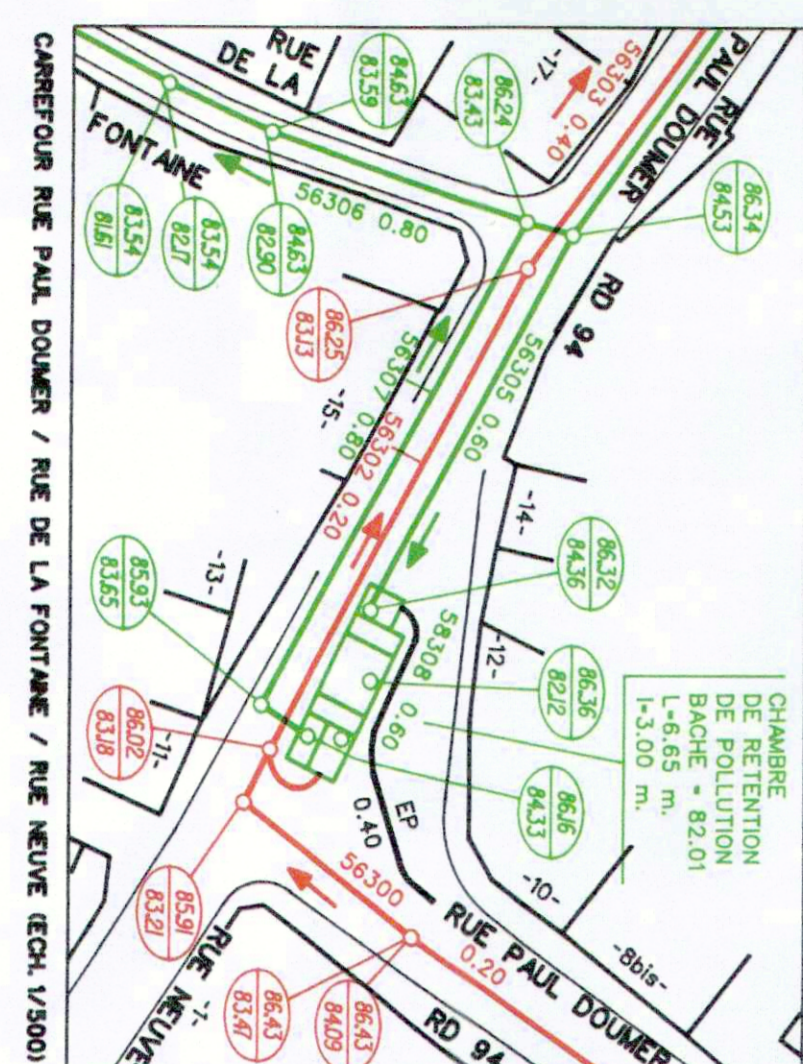 CARREFOUR RUE PAUL DOUMER / RUE DE LA FONTAINE / RUE NEUVE (ECH. 1/500)
RUE
DE LA
FONTAINE
84.63
83.59
86.24
83.43
-17-
56303 0.40
RUE
PAUL DOUMER
86.34
84.53
RD 94
83.54
81.61
83.54
82.17
84.63
82.90
56306 0.80
86.25
83.13
56307 0.80
-15-
56302 0.20
56305 0.60
-14-
86.32
84.36
-13-
85.93
83.65
-12-
58308 0.60
86.36
82.12
CHAMBRE
DE RETENTION
DE POLLUTION
BACHE = 82.01
L=6.65 m.
l=3.00 m.
86.02
83.18
-11-
86.16
84.33
EP
0.40
56300
0.20
-10-
-8bis-
85.91
83.21
RUE PAUL DOUMER
RD 94
RUE NEUVE
-7-
86.43
83.47
86.43
84.09